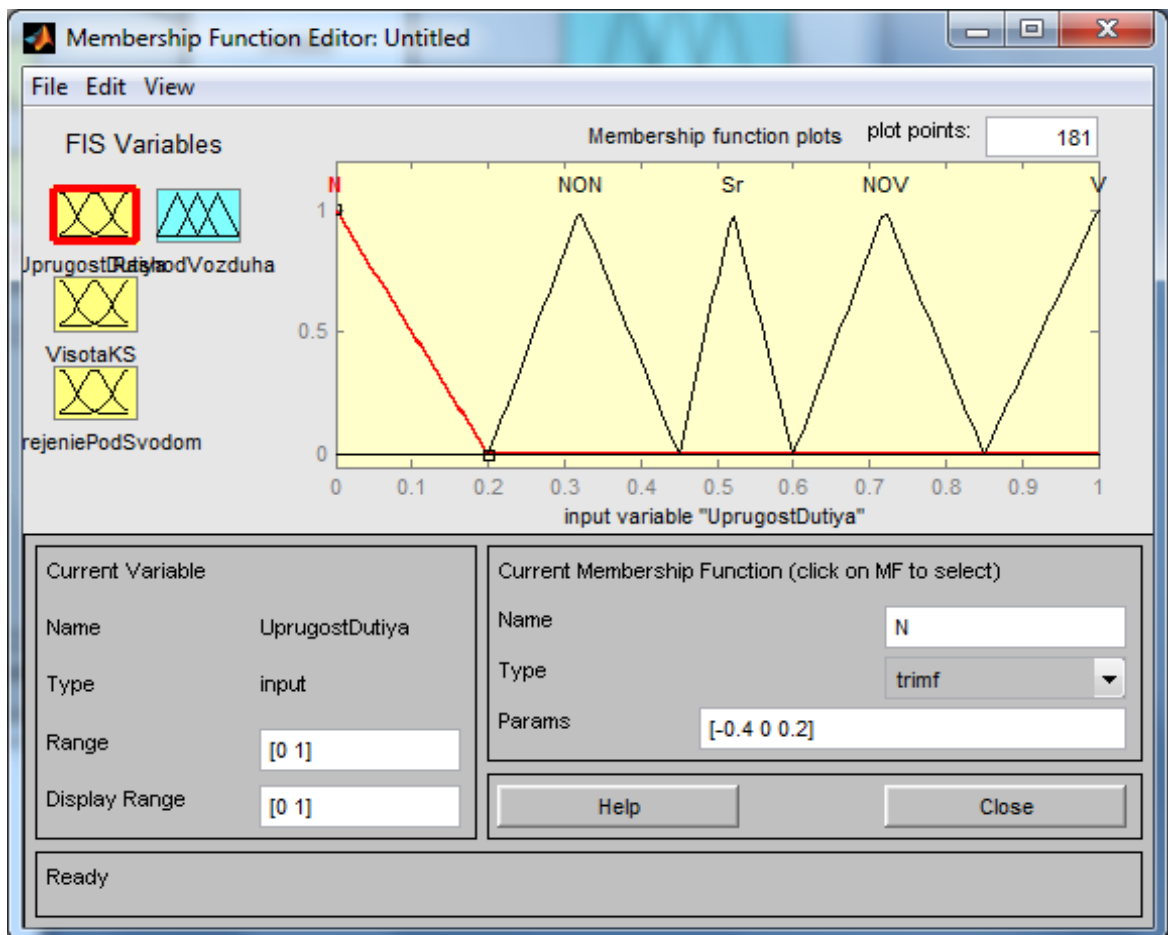 Membership Function Editor: Untitled
File Edit View
FIS Variables
Membership function plots plot points: 181
N NON Sr NOV V
1
0.5
0
0 0.1 0.2 0.3 0.4 0.5 0.6 0.7 0.8 0.9 1
input variable "UprugostDutiya"
VisotaKS
rejeniePodSvodom
Current Variable
Name UprugostDutiya
Type input
Range [0 1]
Display Range [0 1]
Current Membership Function (click on MF to select)
Name N
Type trimf
Params [-0.4 0 0.2]
Help Close
Ready